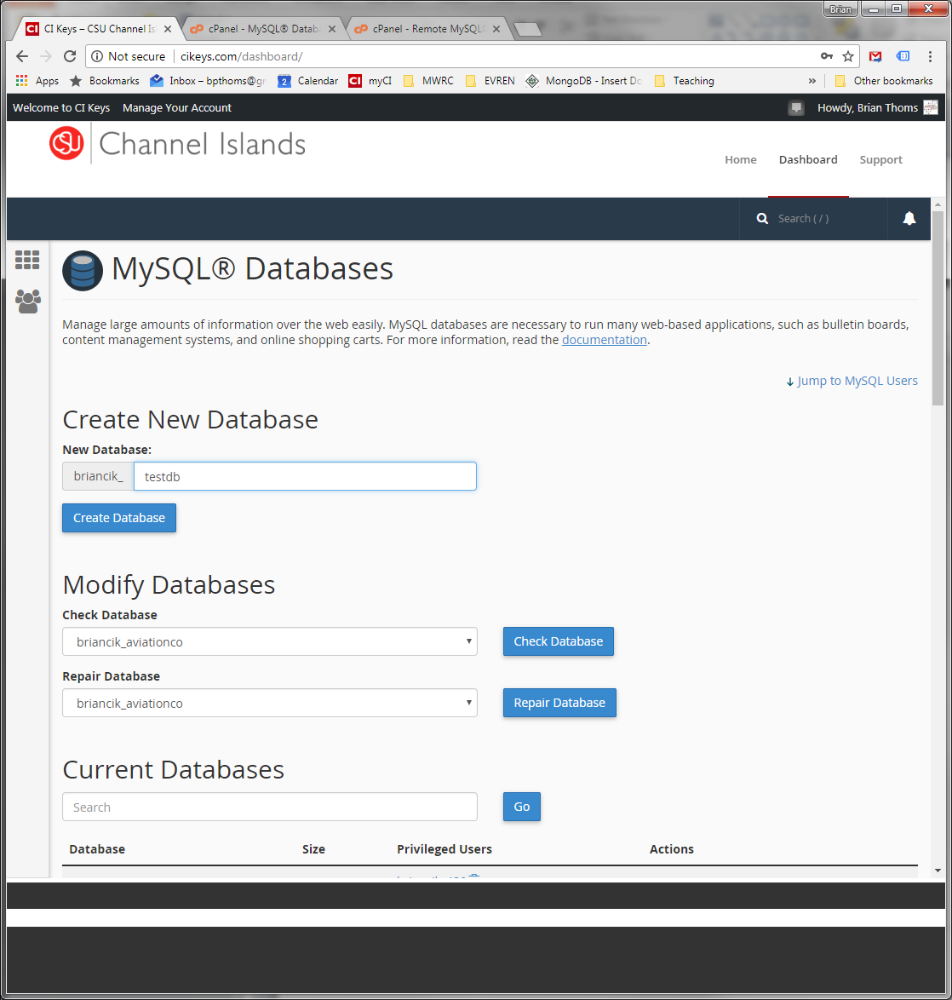 Brian
CI Keys – CSU Channel Is
cPanel - MySQL® Datab
cPanel - Remote MySQL
Not secure
cikeys.com/dashboard/
Apps
Bookmarks
Inbox – bpthoms@gr
2
Calendar
CI
myCI
MWRC
EVREN
MongoDB - Insert Do
Teaching
»
Other bookmarks
Welcome to CI Keys
Manage Your Account
Howdy, Brian Thoms
CSU
Channel Islands
Home
Dashboard
Support
Search ( / )
MySQL® Databases
Manage large amounts of information over the web easily. MySQL databases are necessary to run many web-based applications, such as bulletin boards,
content management systems, and online shopping carts. For more information, read the documentation.
Jump to MySQL Users
Create New Database
New Database:
briancik_ testdb
Create Database
Modify Databases
Check Database
briancik_aviationco
Check Database
Repair Database
briancik_aviationco
Repair Database
Current Databases
Search
Go
Database Size Privileged Users Actions